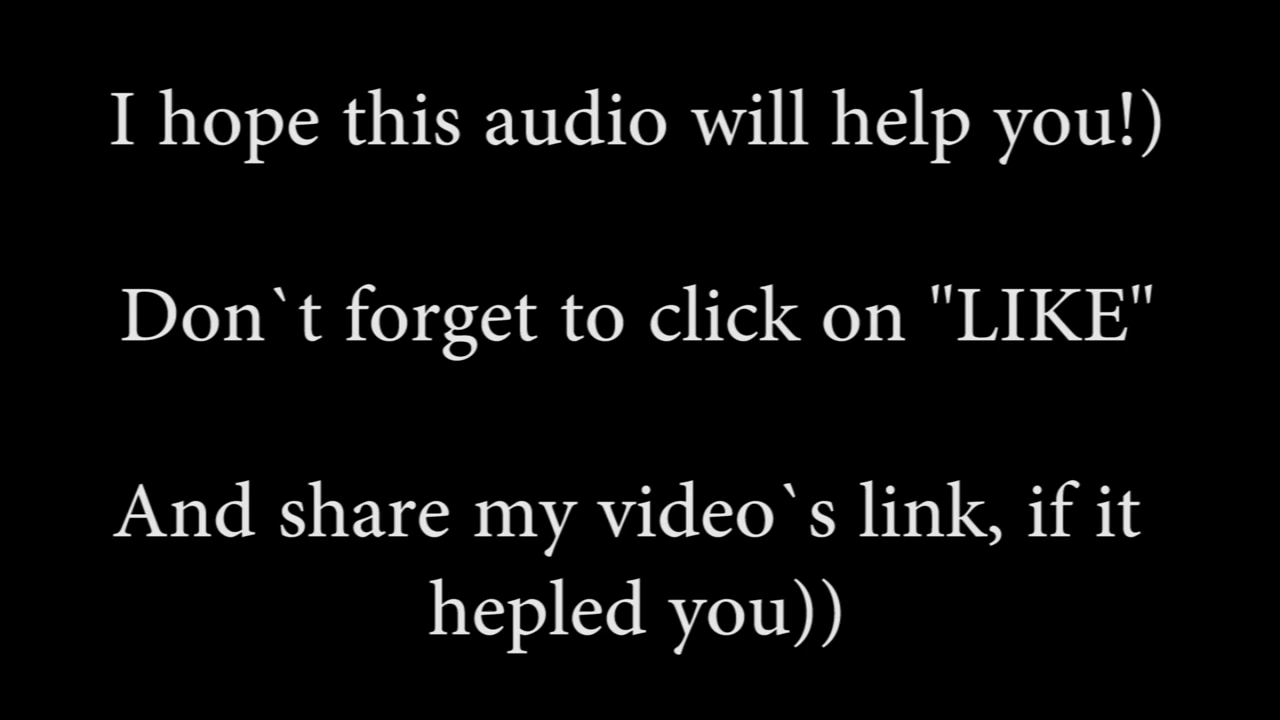 I hope this audio will help you!)
Don`t forget to click on "LIKE"
And share my video`s link, if it
hepled you))